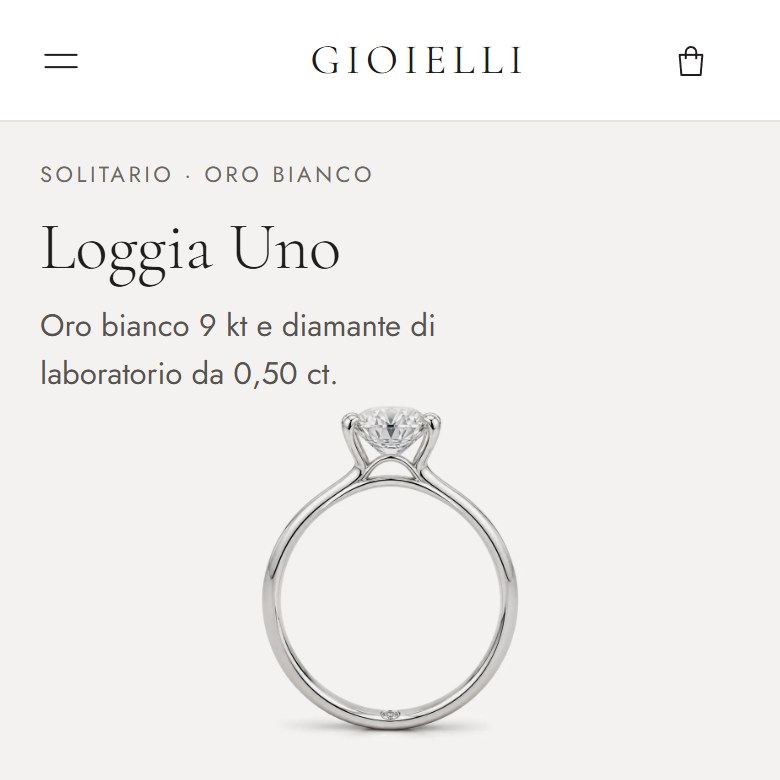 GIOIELLI
SOLITARIO · ORO BIANCO
Loggia Uno
Oro bianco 9 kt e diamante di
laboratorio da 0,50 ct.